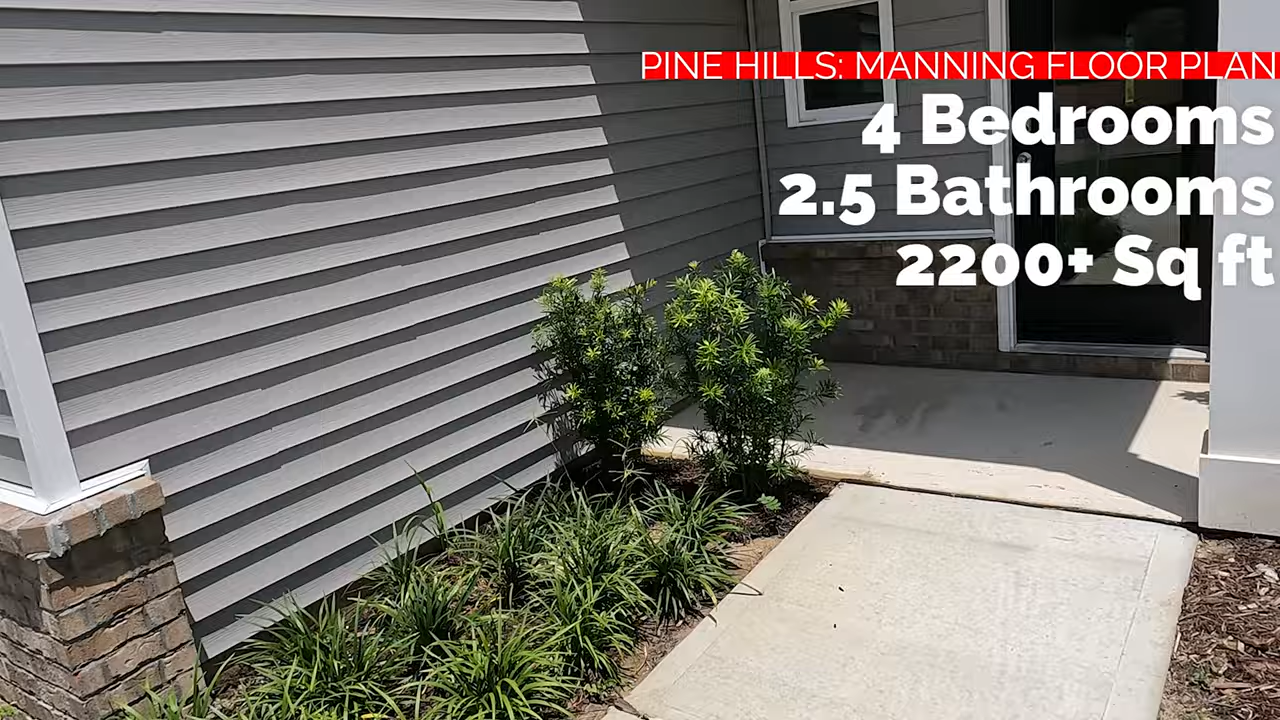 PINE HILLS: MANNING FLOOR PLAN
4 Bedrooms
2.5 Bathrooms
2200+ Sq ft